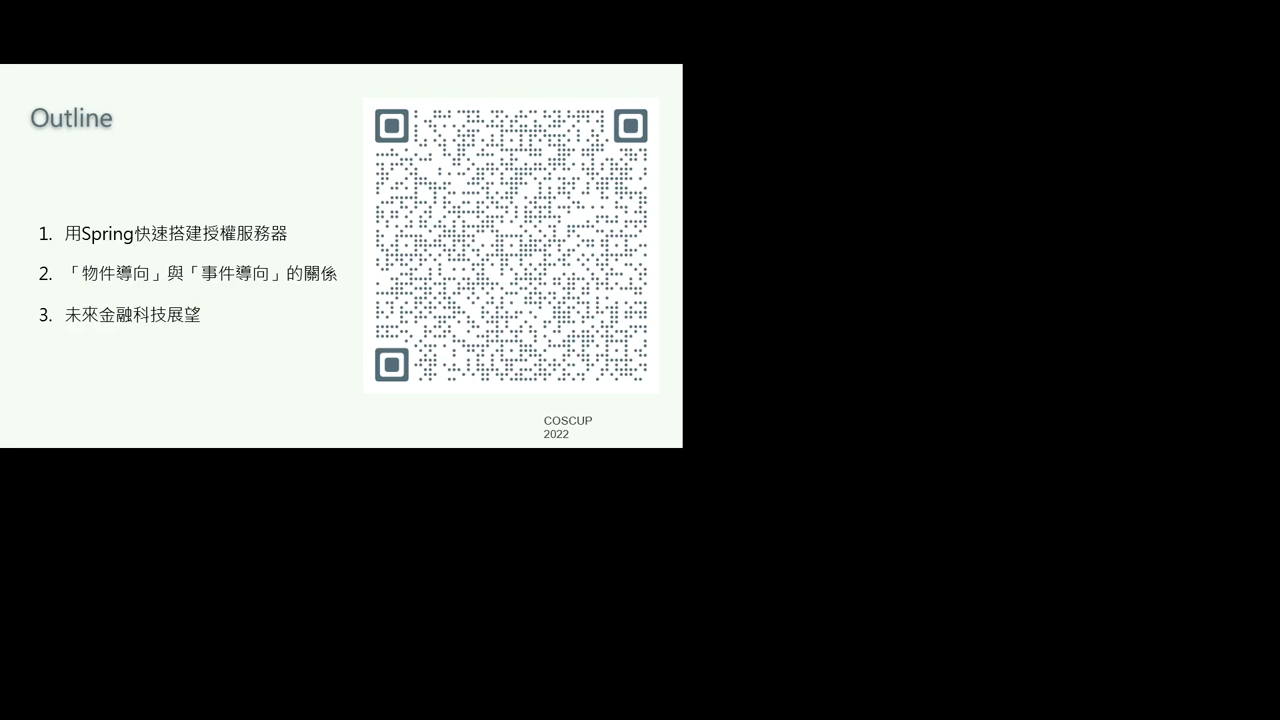 Outline
1. 用Spring快速搭建授權服務器
2. 「物件導向」與「事件導向」的關係
3. 未來金融科技展望
COSCUP
2022